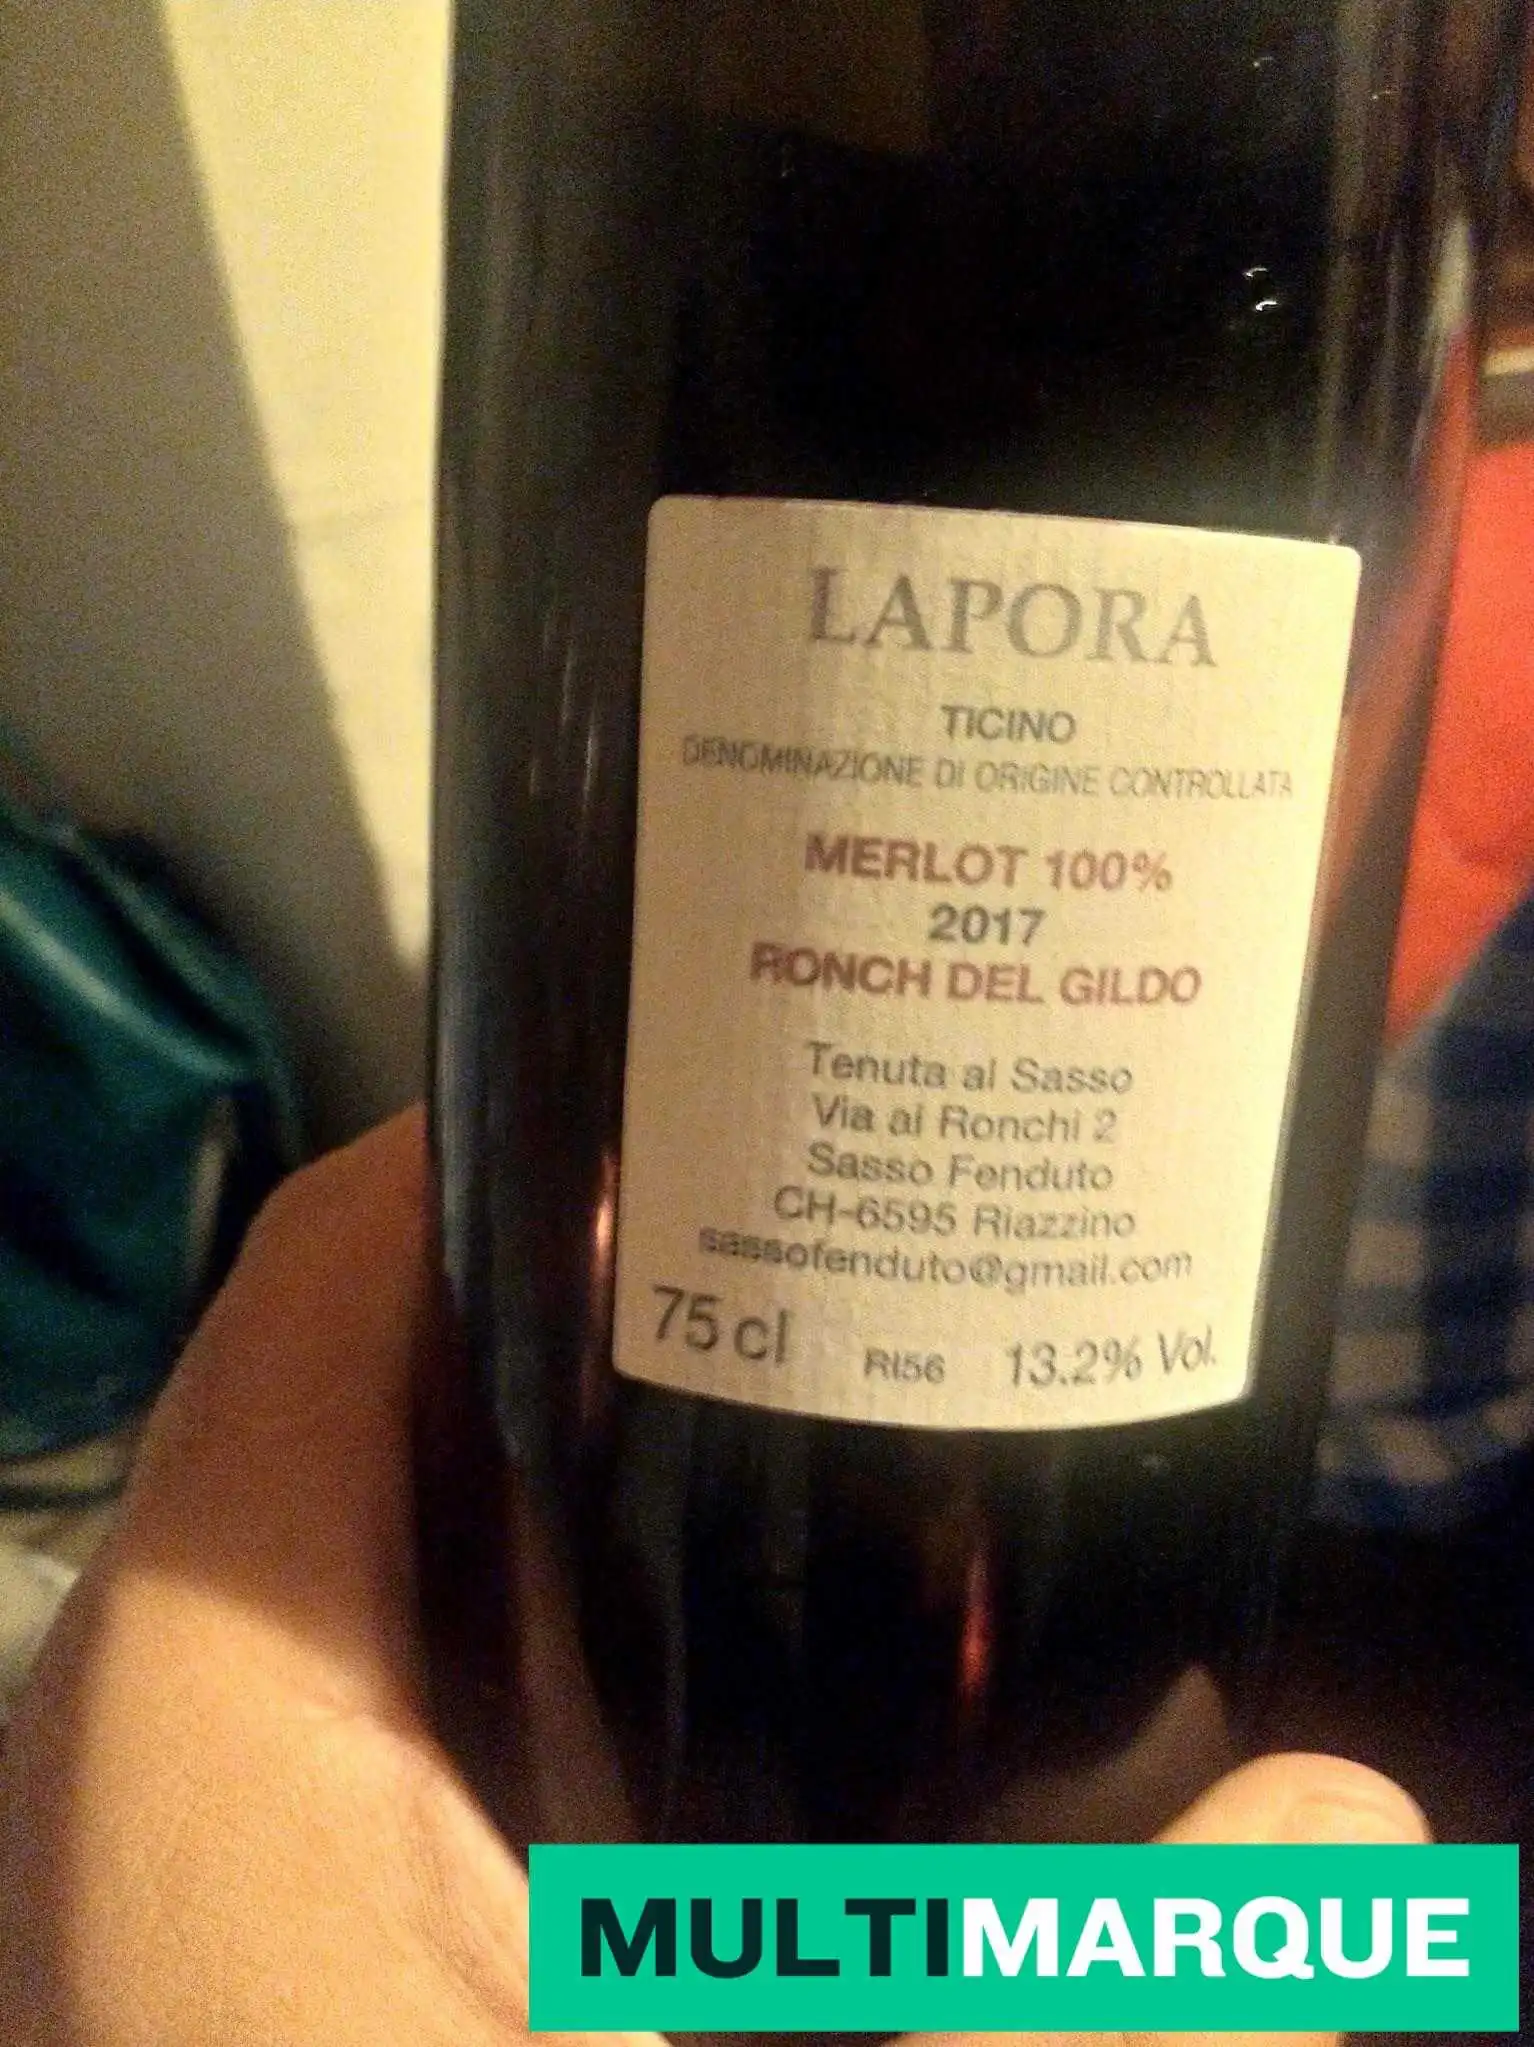 LAPORA
TICINO
DENOMINAZIONE DI ORIGINE CONTROLLATA
MERLOT 100%
2017
RONCH DEL GILDO
Tenuta al Sasso
Via ai Ronchi 2
Sasso Fenduto
CH-6595 Riazzino
sassofenduto@gmail.com
75 cl RI56 13.2% Vol.
MULTIMARQUE